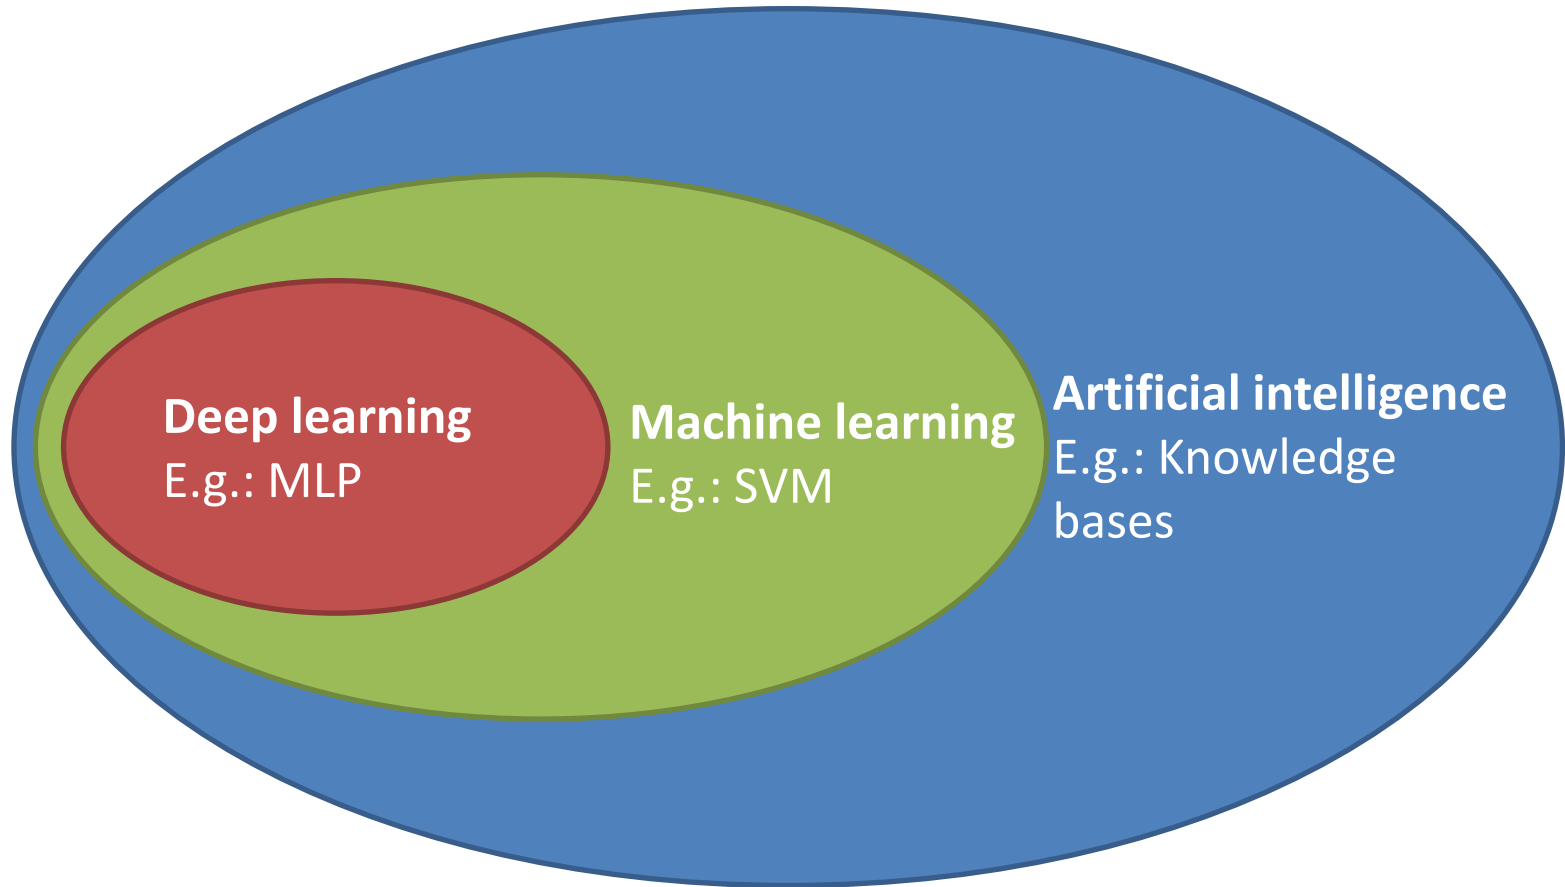 Deep learning
E.g.: MLP
Machine learning
E.g.: SVM
Artificial intelligence
E.g.: Knowledge
bases